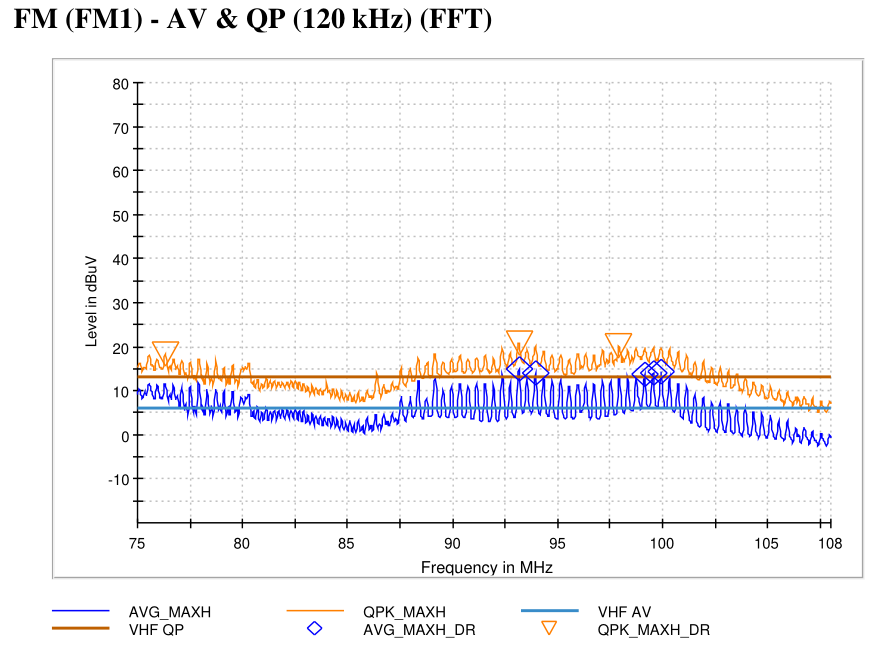 FM (FM1) - AV & QP (120 kHz) (FFT)
80
70
60
50
40
30
20
10
0
-10
Level in dBuV
75 80 85 90 95 100 105 108
Frequency in MHz
AVG_MAXH QPK_MAXH VHF AV
VHF QP AVG_MAXH_DR QPK_MAXH_DR